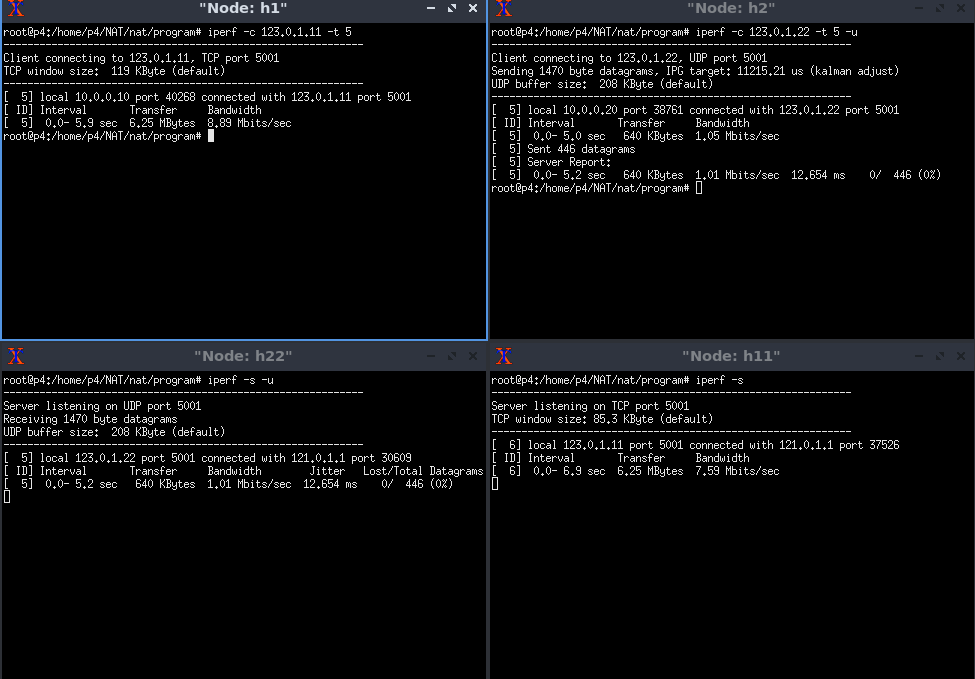 "Node: h1"
root@p4:/home/p4/NAT/nat/program# iperf -c 123.0.1.11 -t 5
------------------------------------------------------------
Client connecting to 123.0.1.11, TCP port 5001
TCP window size:  119 KByte (default)
------------------------------------------------------------
[  5] local 10.0.0.10 port 40268 connected with 123.0.1.11 port 5001
[ ID] Interval       Transfer     Bandwidth
[  5]  0.0- 5.9 sec  6.25 MBytes  8.89 Mbits/sec
root@p4:/home/p4/NAT/nat/program#
"Node: h2"
root@p4:/home/p4/NAT/nat/program# iperf -c 123.0.1.22 -t 5 -u
------------------------------------------------------------
Client connecting to 123.0.1.22, UDP port 5001
Sending 1470 byte datagrams, IPG target: 11215.21 us (kalman adjust)
UDP buffer size:  208 KByte (default)
------------------------------------------------------------
[  5] local 10.0.0.20 port 38761 connected with 123.0.1.22 port 5001
[ ID] Interval       Transfer     Bandwidth
[  5]  0.0- 5.0 sec   640 KBytes  1.05 Mbits/sec
[  5] Sent 446 datagrams
[  5] Server Report:
[  5]  0.0- 5.2 sec   640 KBytes  1.01 Mbits/sec  12.654 ms    0/  446 (0%)
root@p4:/home/p4/NAT/nat/program#
"Node: h22"
root@p4:/home/p4/NAT/nat/program# iperf -s -u
------------------------------------------------------------
Server listening on UDP port 5001
Receiving 1470 byte datagrams
UDP buffer size:  208 KByte (default)
------------------------------------------------------------
[  5] local 123.0.1.22 port 5001 connected with 121.0.1.1 port 30609
[ ID] Interval       Transfer     Bandwidth        Jitter   Lost/Total Datagrams
[  5]  0.0- 5.2 sec   640 KBytes  1.01 Mbits/sec  12.654 ms    0/  446 (0%)
"Node: h11"
root@p4:/home/p4/NAT/nat/program# iperf -s
------------------------------------------------------------
Server listening on TCP port 5001
TCP window size: 85.3 KByte (default)
------------------------------------------------------------
[  6] local 123.0.1.11 port 5001 connected with 121.0.1.1 port 37526
[ ID] Interval       Transfer     Bandwidth
[  6]  0.0- 6.9 sec  6.25 MBytes  7.59 Mbits/sec